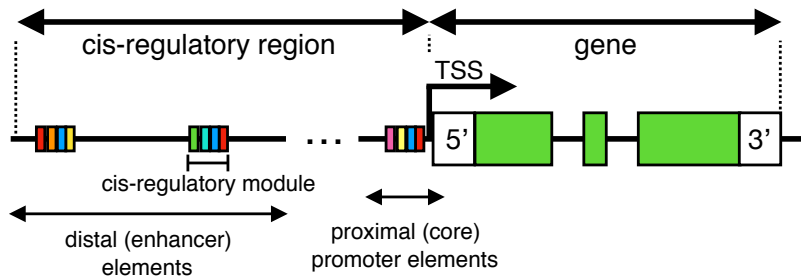 cis-regulatory region
gene
TSS
...
5’
3’
cis-regulatory module
distal (enhancer)
elements
proximal (core)
promoter elements